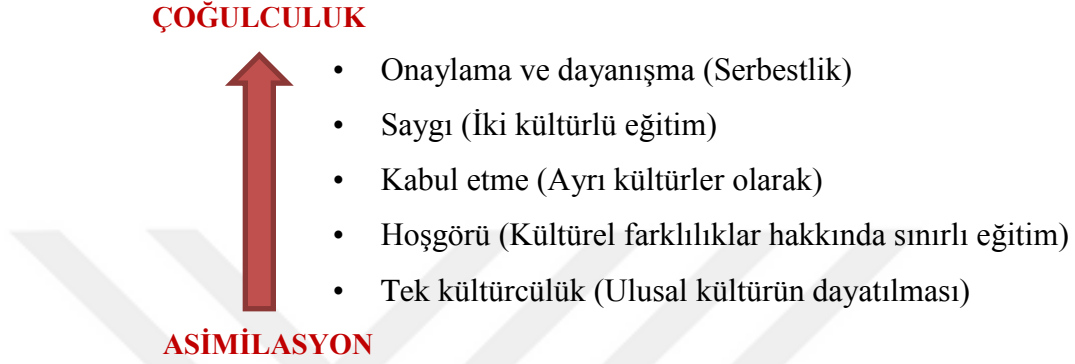 ÇOĞULCULUK
• Onaylama ve dayanışma (Serbestlik)
• Saygı (İki kültürlü eğitim)
• Kabul etme (Ayrı kültürler olarak)
• Hoşgörü (Kültürel farklılıklar hakkında sınırlı eğitim)
• Tek kültürcülük (Ulusal kültürün dayatılması)
ASİMİLASYON